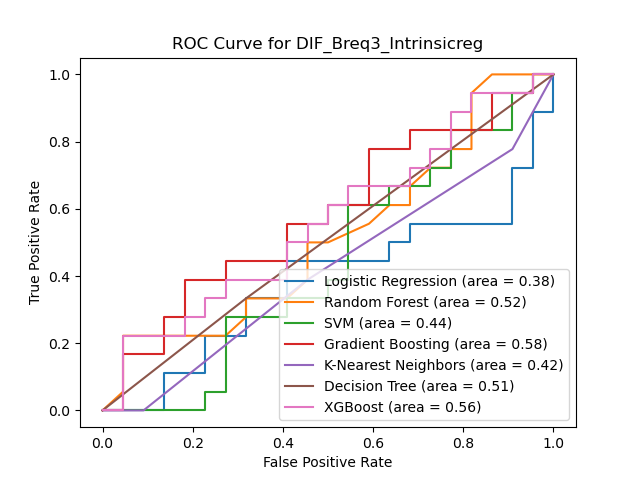 ROC Curve for DIF_Breq3_Intrinsicreg
True Positive Rate
1.0
0.8
0.6
0.4
0.2
0.0
Logistic Regression (area = 0.38)
Random Forest (area = 0.52)
SVM (area = 0.44)
Gradient Boosting (area = 0.58)
K-Nearest Neighbors (area = 0.42)
Decision Tree (area = 0.51)
XGBoost (area = 0.56)
0.0 0.2 0.4 0.6 0.8 1.0
False Positive Rate